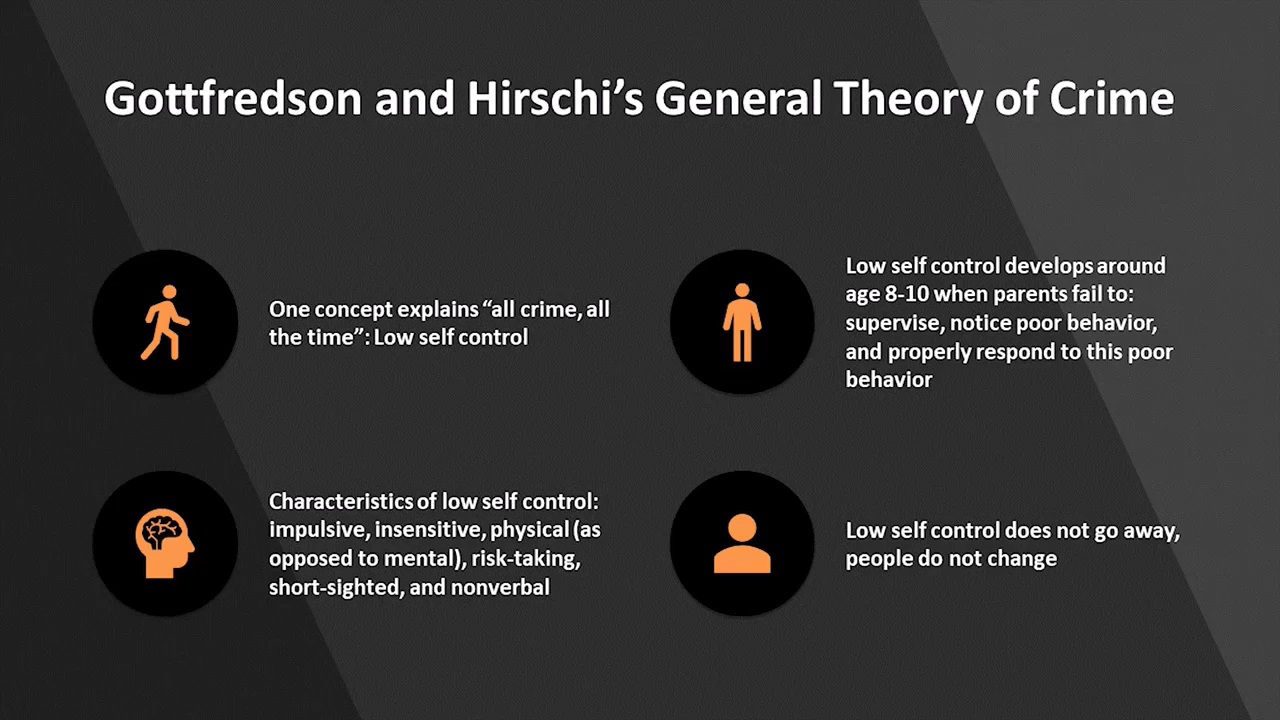 Gottfredson and Hirschi’s General Theory of Crime
One concept explains “all crime, all
the time”: Low self control
Low self control develops around
age 8-10 when parents fail to:
supervise, notice poor behavior,
and properly respond to this poor
behavior
Characteristics of low self control:
impulsive, insensitive, physical (as
opposed to mental), risk-taking,
short-sighted, and nonverbal
Low self control does not go away,
people do not change